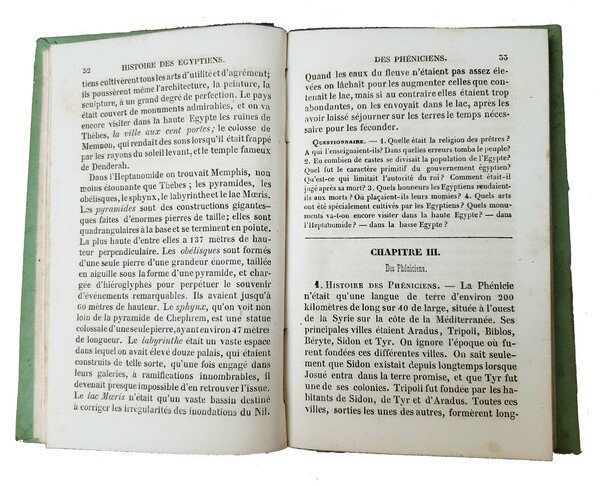 32 HISTOIRE DES ÉGYPTIENS.
tiens cultivèrent tous les arts d'utilité et d'agrément;
ils poussèrent même l'architecture, la peinture, la
sculpture, à un grand degré de perfection. Le pays
était couvert de monuments admirables, et on va
encore visiter dans la haute Egypte les ruines de
Thèbes, la ville aux cent portes; le colosse de
Memnon, qui rendait des sons lorsqu'il était frappé
par les rayons du soleil levant, et le temple fameux
de Denderah.
Dans l'Heptanomide on trouvait Memphis, non
moins étonnante que Thèbes; les pyramides, les
obélisques, le sphynx, le labyrinthe et le lac Mœris.
Les pyramides sont des constructions gigantes-
ques faites d'énormes pierres de taille; elles sont
quadrangulaires à la base et se terminent en pointe.
La plus haute d'entre elles a 137 mètres de hau-
teur perpendiculaire. Les obélisques sont formés
d'une seule pierre d'une grandeur énorme, taillée
en aiguille sous la forme d'une pyramide, et char-
gée d'hiéroglyphes pour perpétuer le souvenir
d'événements remarquables. Ils avaient jusqu'à
60 mètres de hauteur. Le sphynx, qu'on voit non
loin de la pyramide de Chephrem, est une statue
colossale d'une seule pierre, ayant environ 47 mètres
de longueur. Le labyrinthe était un vaste espace
dans lequel on avait élevé douze palais, qui étaient
construits de telle sorte, qu'une fois engagé dans
leurs galeries, à ramifications innombrables, il
devenait presque impossible d'en retrouver l'issue.
Le lac Mœris n'était qu'un vaste bassin destiné
à corriger les irrégularités des inondations du Nil.
DES PHÉNICIENS. 33
Quand les eaux du fleuve n'étaient pas assez éle-
vées on lâchait pour les augmenter celles que con-
tenait le lac, mais si au contraire elles étaient trop
abondantes, on les envoyait dans le lac, après les
avoir laissé séjourner sur les terres le temps néces-
saire pour les féconder.
QUESTIONNAIRE. — 1. Quelle était la religion des prêtres?
A qui l'enseignaient-ils? Dans quelles erreurs tomba le peuple?
2. En combien de castes se divisait la population de l'Egypte?
Quel fut le caractère primitif du gouvernement égyptien?
Qu'est-ce qui limitait l'autorité du roi? Comment était-il
jugé après sa mort? 3. Quels honneurs les Egyptiens rendaient-
ils aux morts? Où plaçaient-ils leurs momies? 4. Quels arts
ont été spécialement cultivés par les Egyptiens? Quels monu-
ments va-t-on encore visiter dans la haute Egypte? — dans
l'Heptanomide? — dans la basse Egypte?
CHAPITRE III.
Des Phéniciens.
1. HISTOIRE DES PHÉNICIENS. — La Phénicie
n'était qu'une langue de terre d'environ 200
kilomètres de long sur 40 de large, située à l'ouest
de la Syrie sur la côte de la Méditerranée. Ses
principales villes étaient Aradus, Tripoli, Biblos,
Béryte, Sidon et Tyr. On ignore l'époque où fu-
rent fondées ces différentes villes. On sait seule-
ment que Sidon existait depuis longtemps lorsque
Josué entra dans la terre promise, et que Tyr fut
une de ses colonies. Tripoli fut fondée par les ha-
bitants de Sidon, de Tyr et d'Aradus. Toutes ces
villes, sorties les unes des autres, formèrent long-